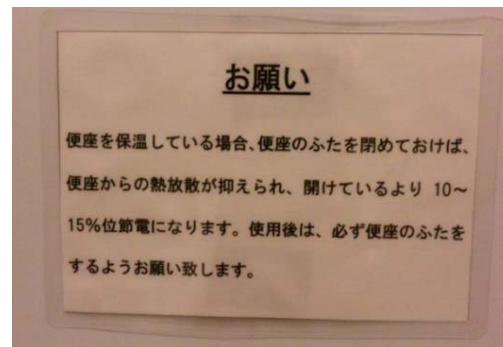 お願い
便座を保温している場合、便座のふたを閉めておけば、
便座からの熱放散が抑えられ、開けているより 10～
15%位節電になります。使用後は、必ず便座のふたを
するようお願い致します。